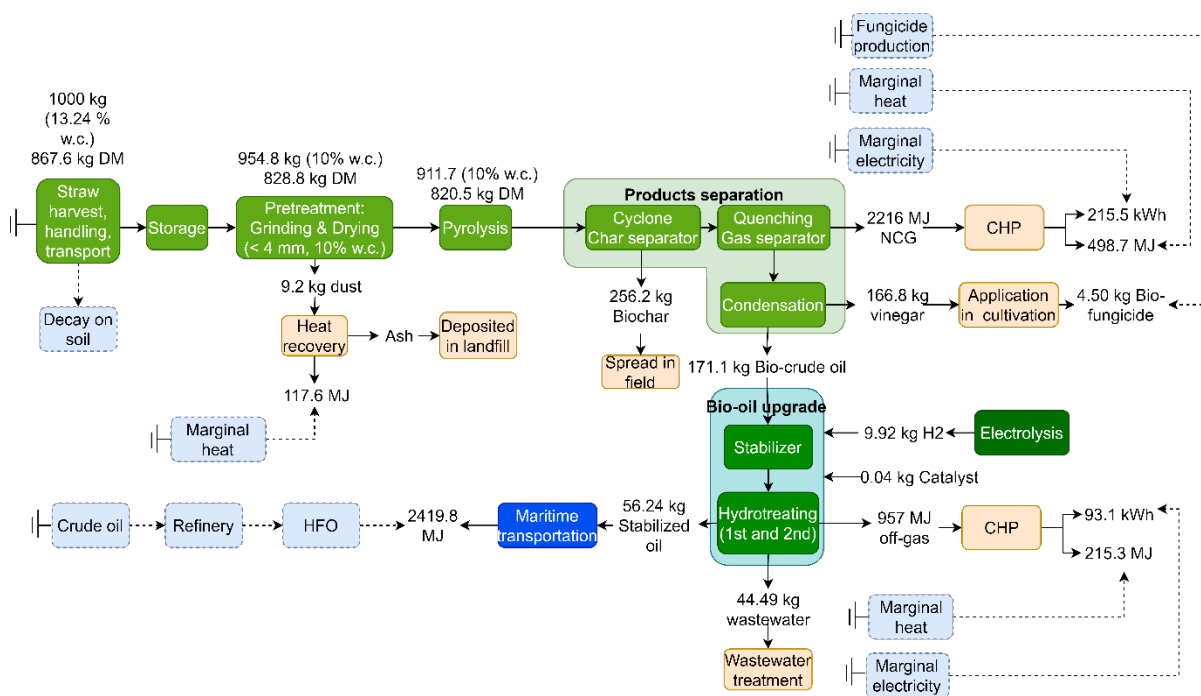 Fungicide
production
Marginal
heat
Marginal
electricity
1000 kg
(13.24 %
w.c.)
867.6 kg DM
954.8 kg (10% w.c.)
828.8 kg DM
911.7 (10% w.c.)
820.5 kg DM
Straw
harvest,
handling,
transport
Storage
Pretreatment:
Grinding & Drying
(< 4 mm, 10% w.c.)
Pyrolysis
Products separation
Cyclone
Char separator
Quenching
Gas separator
2216 MJ
NCG
CHP
215.5 kWh
498.7 MJ
Decay on
soil
9.2 kg dust
Heat
recovery
Ash
Deposited
in landfill
117.6 MJ
Marginal
heat
256.2 kg
Biochar
Spread in
field
Condensation
166.8 kg
vinegar
Application
in cultivation
4.50 kg Bio-
fungicide
171.1 kg Bio-crude oil
Bio-oil upgrade
Stabilizer
9.92 kg H2
Electrolysis
0.04 kg Catalyst
Crude oil
Refinery
HFO
2419.8
MJ
Maritime
transportation
56.24 kg
Stabilized
oil
Hydrotreating
(1st and 2nd)
957 MJ
off-gas
CHP
93.1 kWh
215.3 MJ
44.49 kg
wastewater
Wastewater
treatment
Marginal
heat
Marginal
electricity